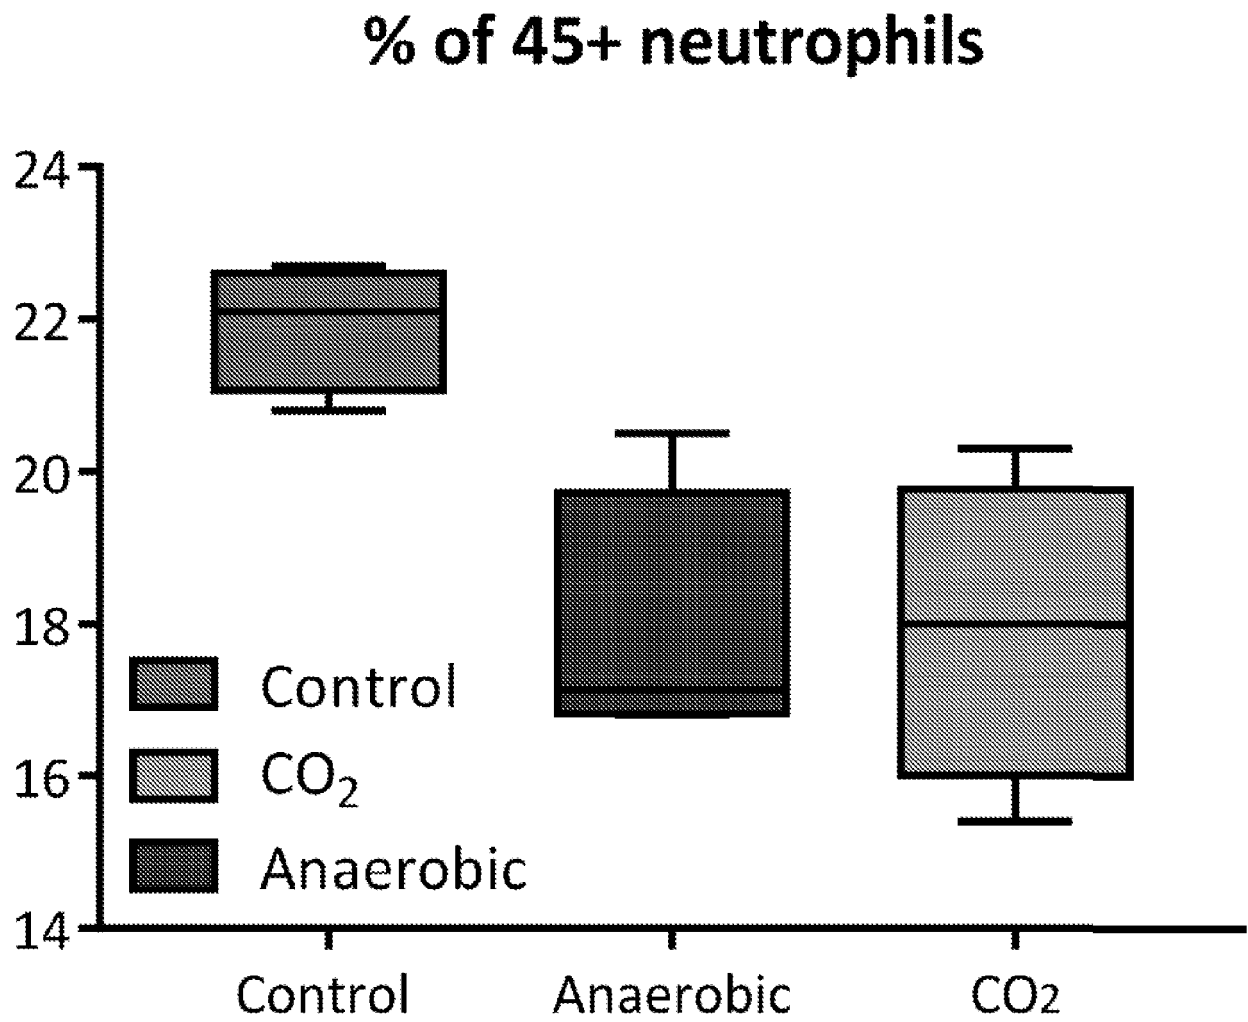 % of 45+ neutrophils
24
22
20
18
16
14
Control
CO₂
Anaerobic
Control Anaerobic CO2